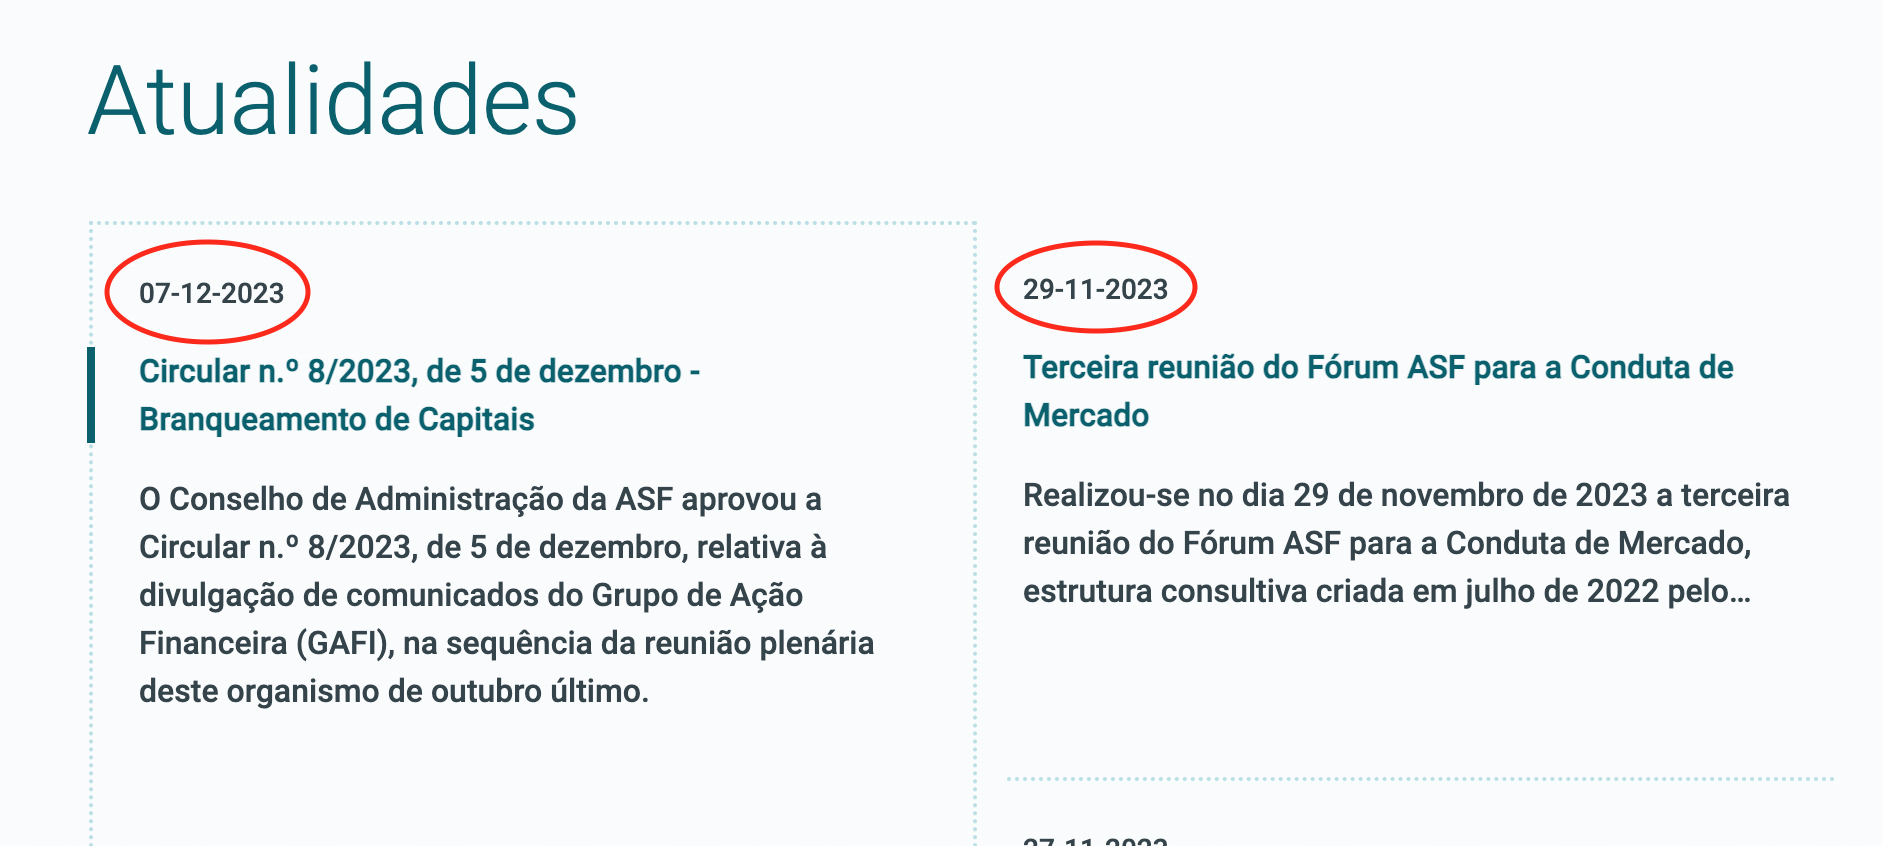 Atualidades
07-12-2023
Circular n.º 8/2023, de 5 de dezembro -
Branqueamento de Capitais
O Conselho de Administração da ASF aprovou a
Circular n.º 8/2023, de 5 de dezembro, relativa à
divulgação de comunicados do Grupo de Ação
Financeira (GAFI), na sequência da reunião plenária
deste organismo de outubro último.
29-11-2023
Terceira reunião do Fórum ASF para a Conduta de
Mercado
Realizou-se no dia 29 de novembro de 2023 a terceira
reunião do Fórum ASF para a Conduta de Mercado,
estrutura consultiva criada em julho de 2022 pelo...
27-11-2023